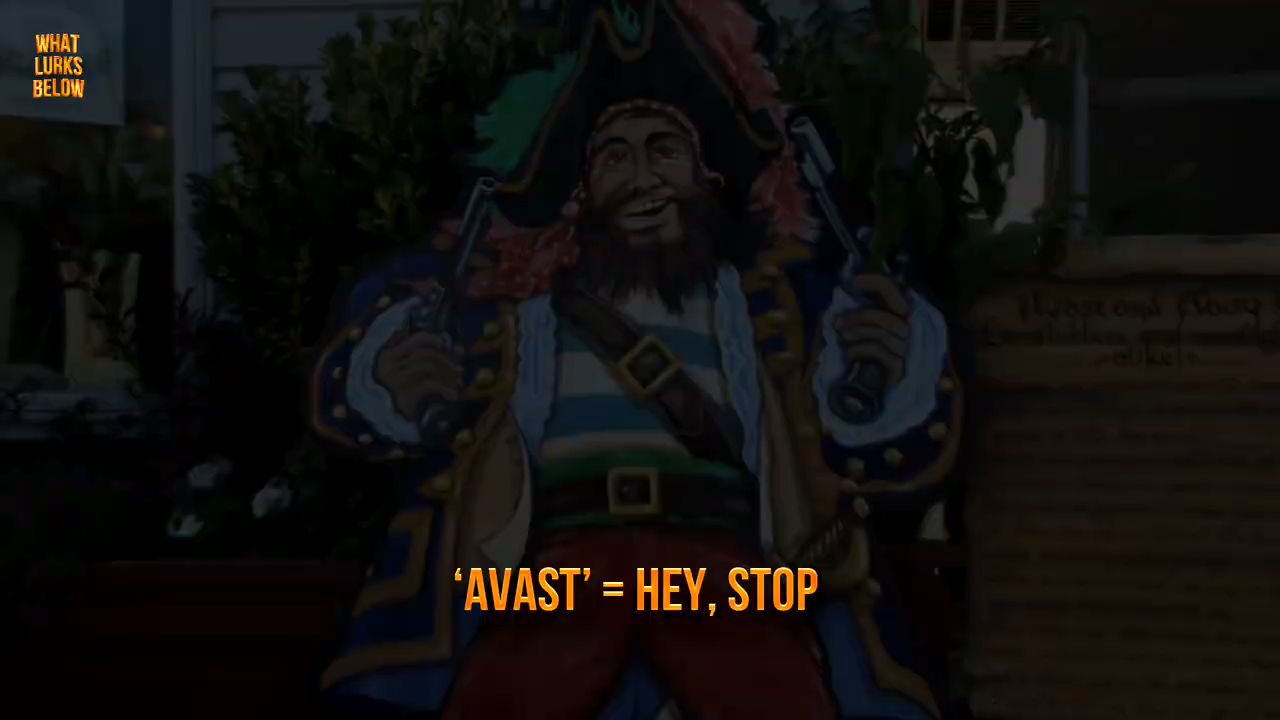 WHAT
LURKS
BELOW
‘AVAST’ = HEY, STOP